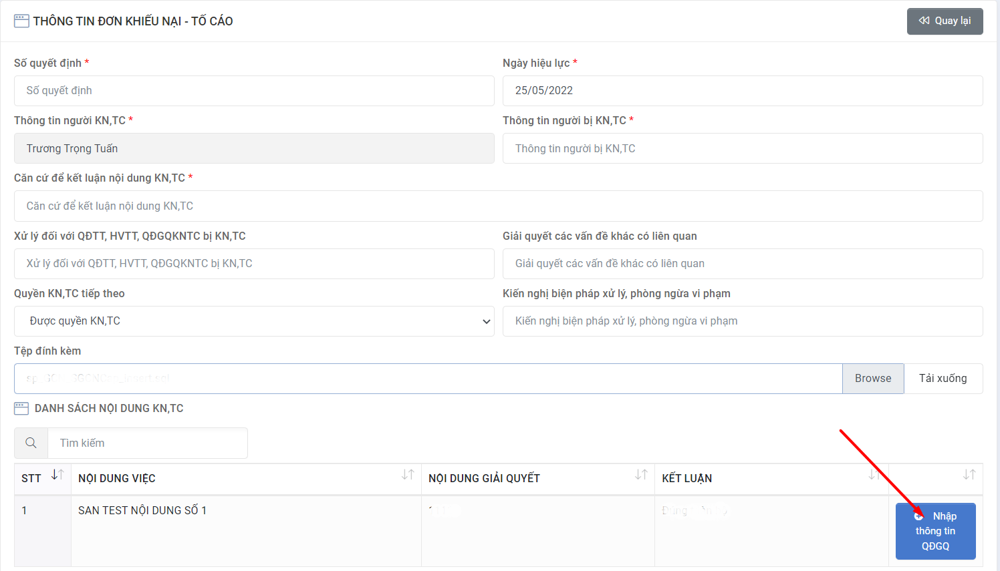 THÔNG TIN ĐƠN KHIẾU NẠI - TỐ CÁO
Quay lại
Số quyết định *
Ngày hiệu lực *
Số quyết định
25/05/2022
Thông tin người KN,TC *
Thông tin người bị KN,TC *
Trương Trọng Tuấn
Thông tin người bị KN,TC
Căn cứ để kết luận nội dung KN,TC *
Căn cứ để kết luận nội dung KN,TC
Xử lý đối với QĐTT, HVTT, QĐGQKNTC bị KN,TC
Giải quyết các vấn đề khác có liên quan
Xử lý đối với QĐTT, HVTT, QĐGQKNTC bị KN,TC
Giải quyết các vấn đề khác có liên quan
Quyền KN,TC tiếp theo
Kiến nghị biện pháp xử lý, phòng ngừa vi phạm
Được quyền KN,TC
Kiến nghị biện pháp xử lý, phòng ngừa vi phạm
Tệp đính kèm
Browse
Tải xuống
DANH SÁCH NỘI DUNG KN,TC
Tìm kiếm
STT
NỘI DUNG VIỆC
NỘI DUNG GIẢI QUYẾT
KẾT LUẬN
1
SAN TEST NỘI DUNG SỐ 1
Nhập
thông tin
QĐGQ